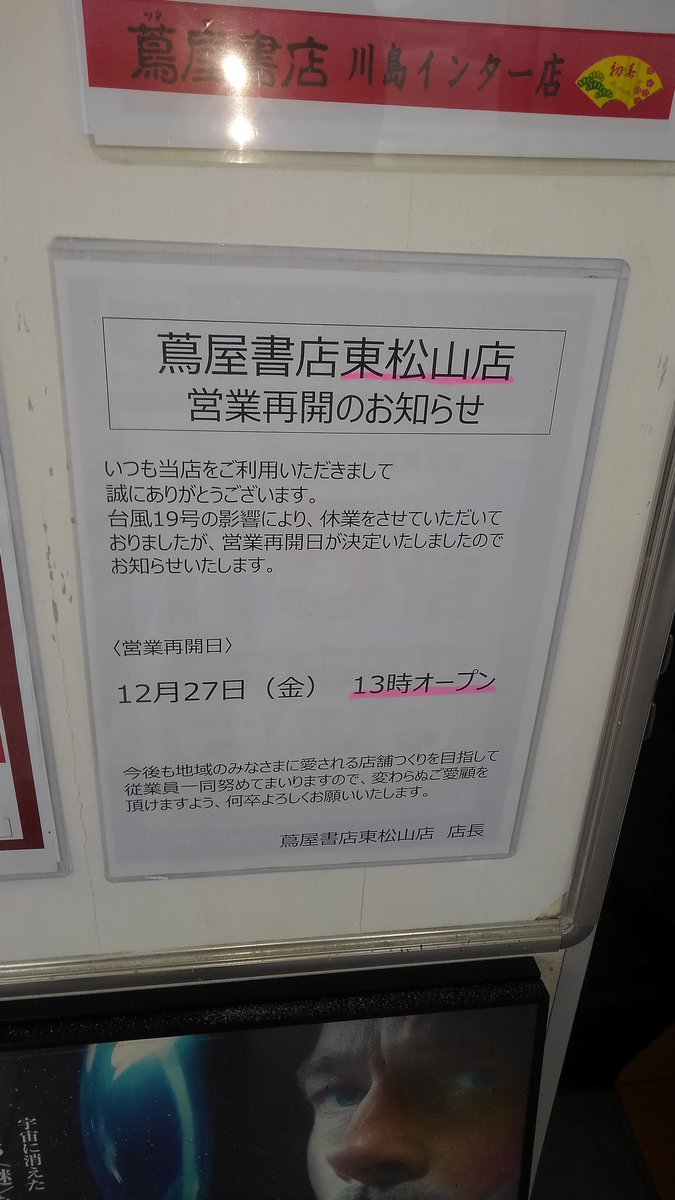 ツタ
蔦屋書店 川島インター店
初春
蔦屋書店東松山店
営業再開のお知らせ
いつも当店をご利用いただきまして
誠にありがとうございます。
台風19号の影響により、休業をさせていただいて
おりましたが、営業再開日が決定いたしましたので
お知らせいたします。
〈営業再開日〉
12月27日（金） 13時オープン
今後も地域のみなさまに愛される店舗つくりを目指して
従業員一同努めてまいりますので、変わらぬご愛顧を
頂けますよう、何卒よろしくお願いいたします。
蔦屋書店東松山店 店長
宇宙に消えた